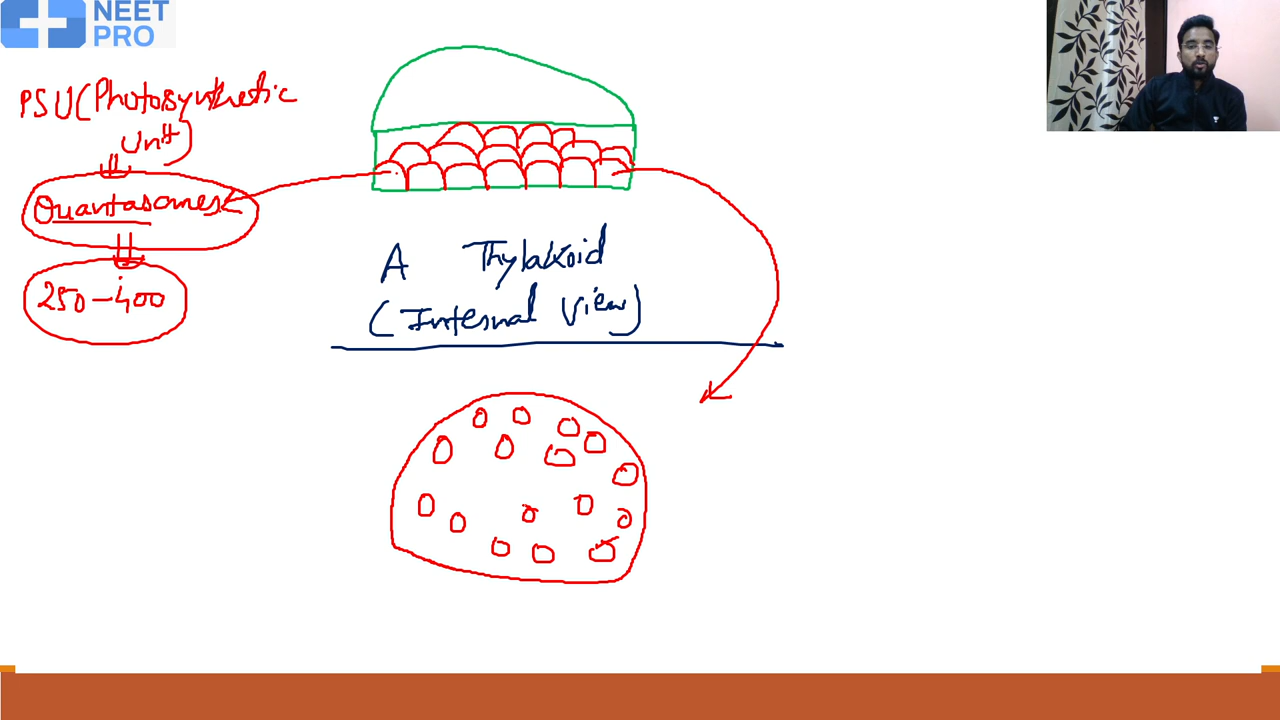 NEET
PRO
PSU (Photosynthetic
Unit)
Quantasomes
250-400
A Thylakoid
(Internal View)